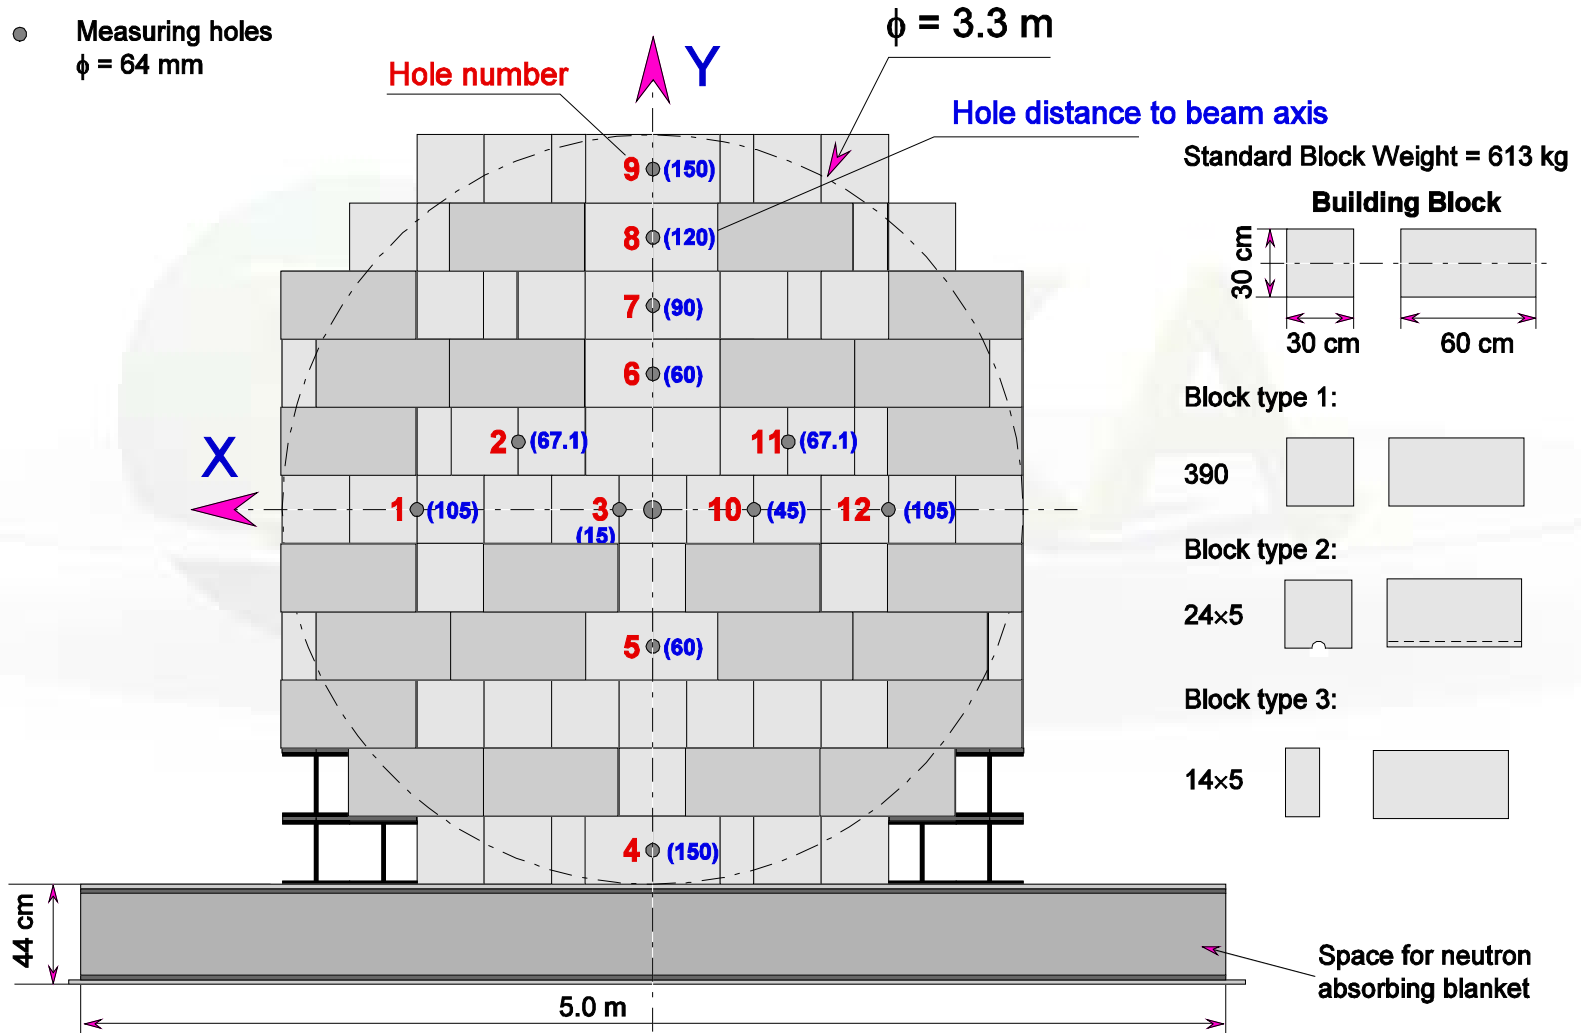 Measuring holes
ϕ = 64 mm
Hole number
Y
ϕ = 3.3 m
Hole distance to beam axis
Standard Block Weight = 613 kg
Building Block
30 cm
30 cm
60 cm
9 (150)
8 (120)
7 (90)
6 (60)
2 (67.1)
11 (67.1)
X
1 (105)
3
(15)
10 (45)
12 (105)
5 (60)
4 (150)
Block type 1:
390
Block type 2:
24×5
Block type 3:
14×5
44 cm
5.0 m
Space for neutron
absorbing blanket